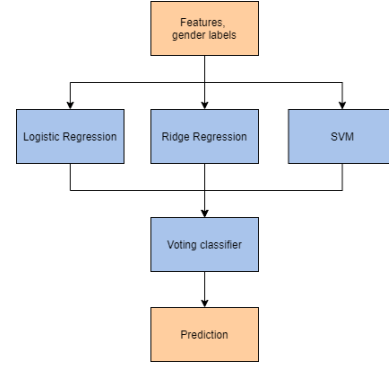 Features,
gender labels
Logistic Regression
Ridge Regression
SVM
Voting classifier
Prediction